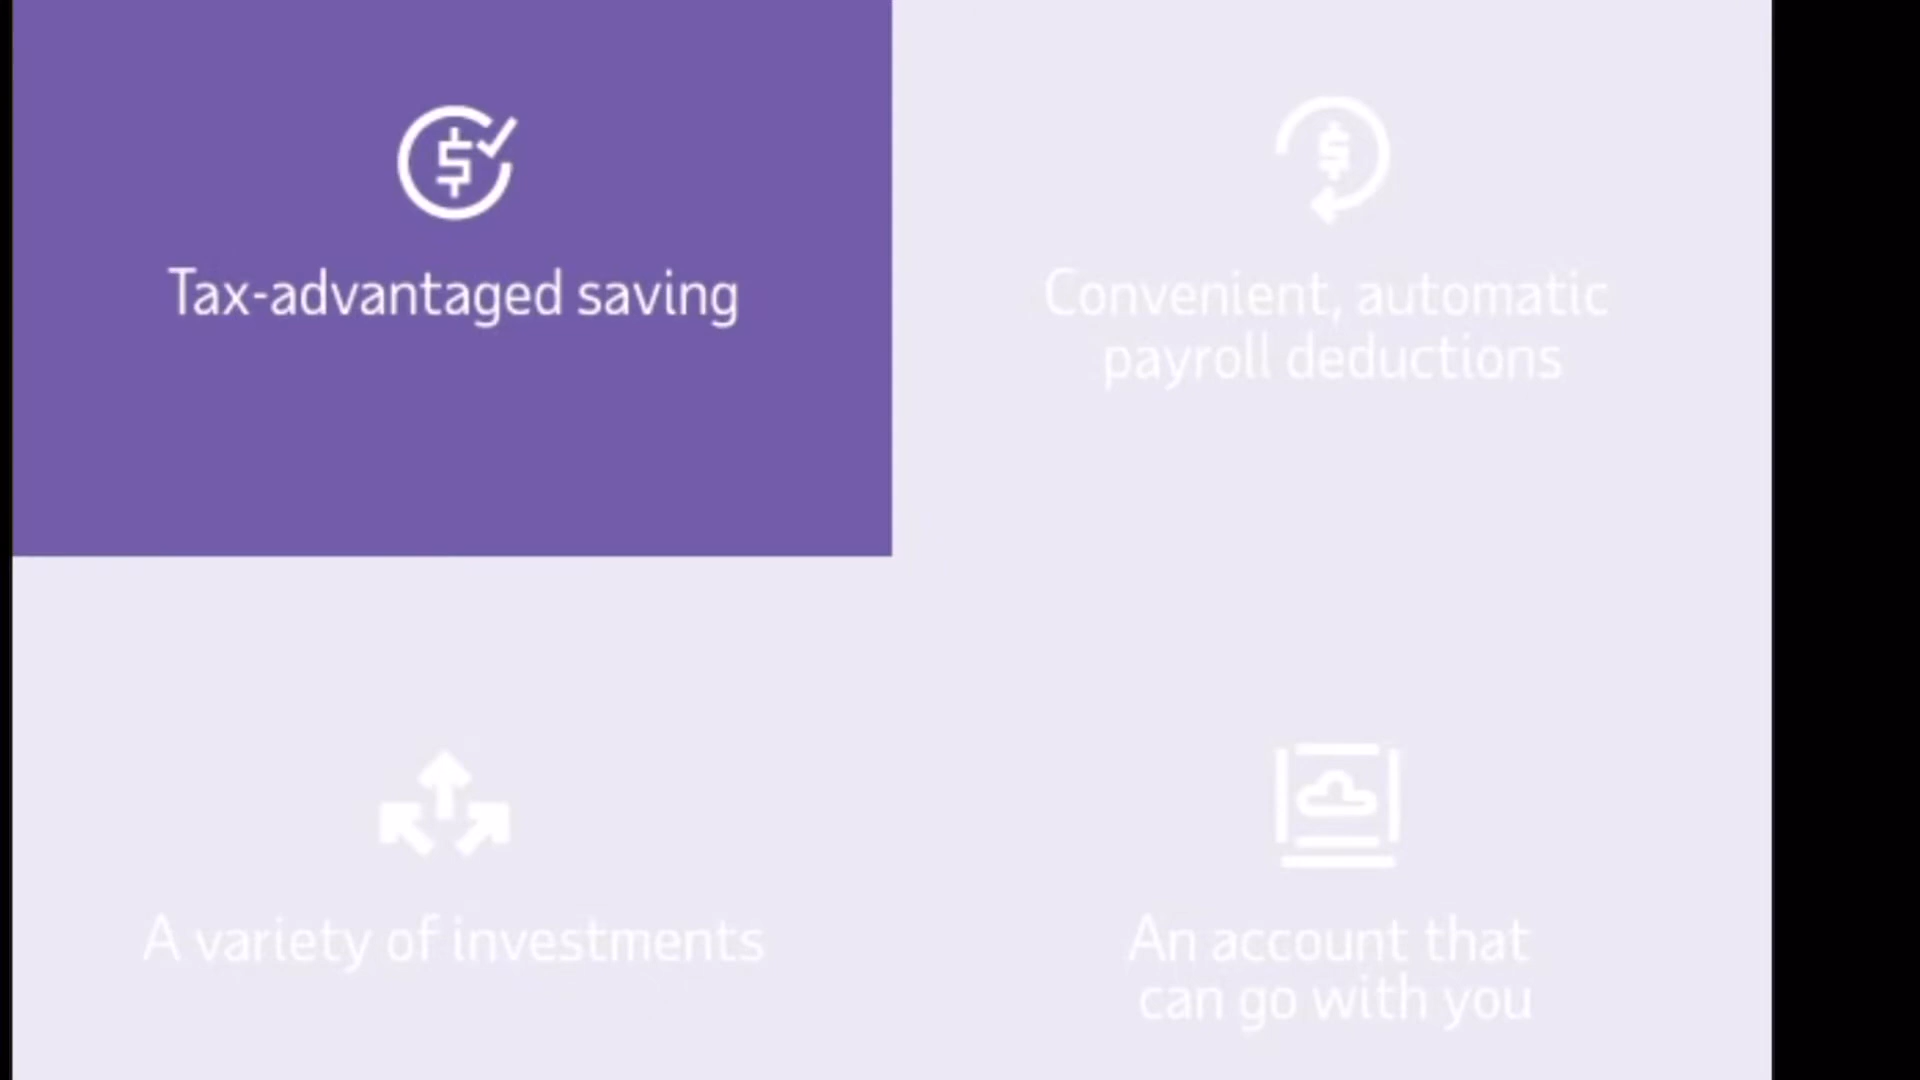 Tax-advantaged saving
Convenient, automatic
payroll deductions
A variety of investments
An account that
can go with you